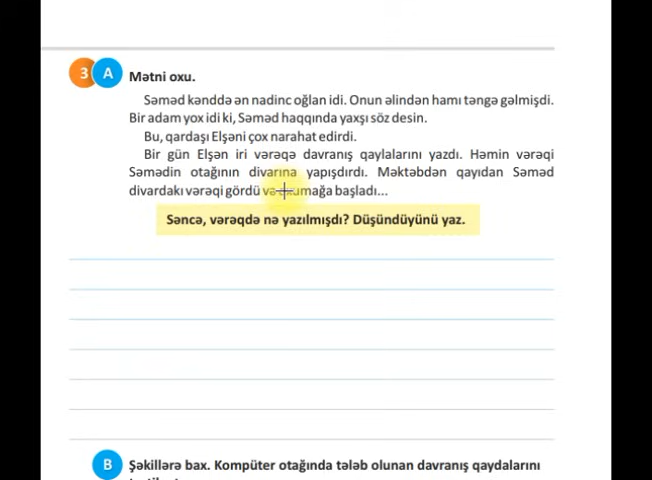 3 A Mətni oxu.
Səməd kənddə ən nadinc oğlan idi. Onun əlindən hamı təngə gəlmişdi.
Bir adam yox idi ki, Səməd haqqında yaxşı söz desin.
Bu, qardaşı Elşəni çox narahat edirdi.
Bir gün Elşən iri vərəqə davranış qaylalarını yazdı. Həmin vərəqi
Səmədin otağının divarına yapışdırdı. Məktəbdən qayıdan Səməd
divardakı vərəqi gördü və oxumağa başladı...
Səncə, vərəqdə nə yazılmışdı? Düşündüyünü yaz.
B Şəkillərə bax. Kompüter otağında tələb olunan davranış qaydalarını